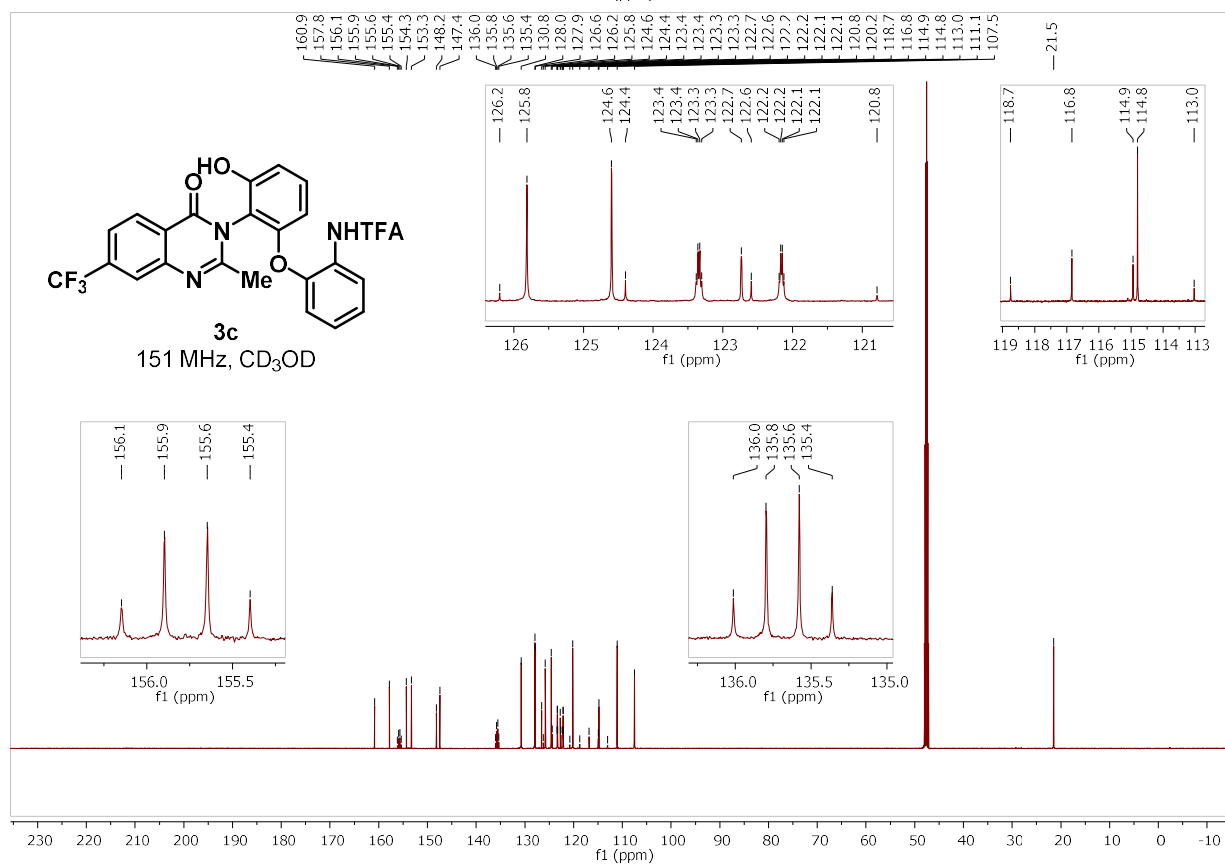 160.9 157.8 156.1 155.9 155.6 155.4 154.3 153.3 148.2 147.4 136.0 135.8 135.6 135.4 130.8 128.0 127.9 126.6 126.2 125.8 124.6 124.4 123.4 123.4 123.3 123.3 122.7 122.6 122.2 122.2 122.1 122.1 120.8 120.2 118.7 116.8 114.9 114.8 113.0 111.1 107.5 21.5
126.2 125.8 124.6 124.4 123.4 123.4 123.3 123.3 122.7 122.6 122.2 122.2 122.1 122.1 120.8
126 125 124 123 122 121
f1 (ppm)
118.7 116.8 114.9 114.8 113.0
119 118 117 116 115 114 113
f1 (ppm)
HO
O
N
NHTFA
O
CF3
N
Me
3c
151 MHz, CD3OD
156.1 155.9 155.6 155.4
156.0 155.5
f1 (ppm)
136.0 135.8 135.6 135.4
136.0 135.5 135.0
f1 (ppm)
230 220 210 200 190 180 170 160 150 140 130 120 110 100 90 80 70 60 50 40 30 20 10 0 -10
f1 (ppm)